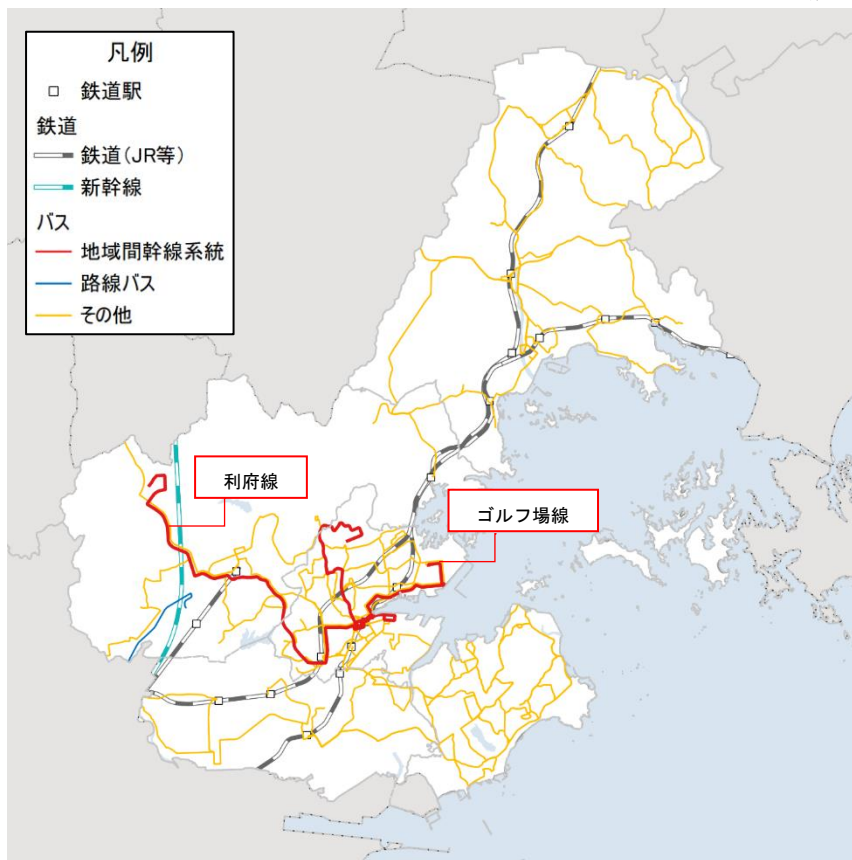 凡例
鉄道駅
鉄道
鉄道(JR等)
新幹線
バス
地域間幹線系統
路線バス
その他
利府線
ゴルフ場線